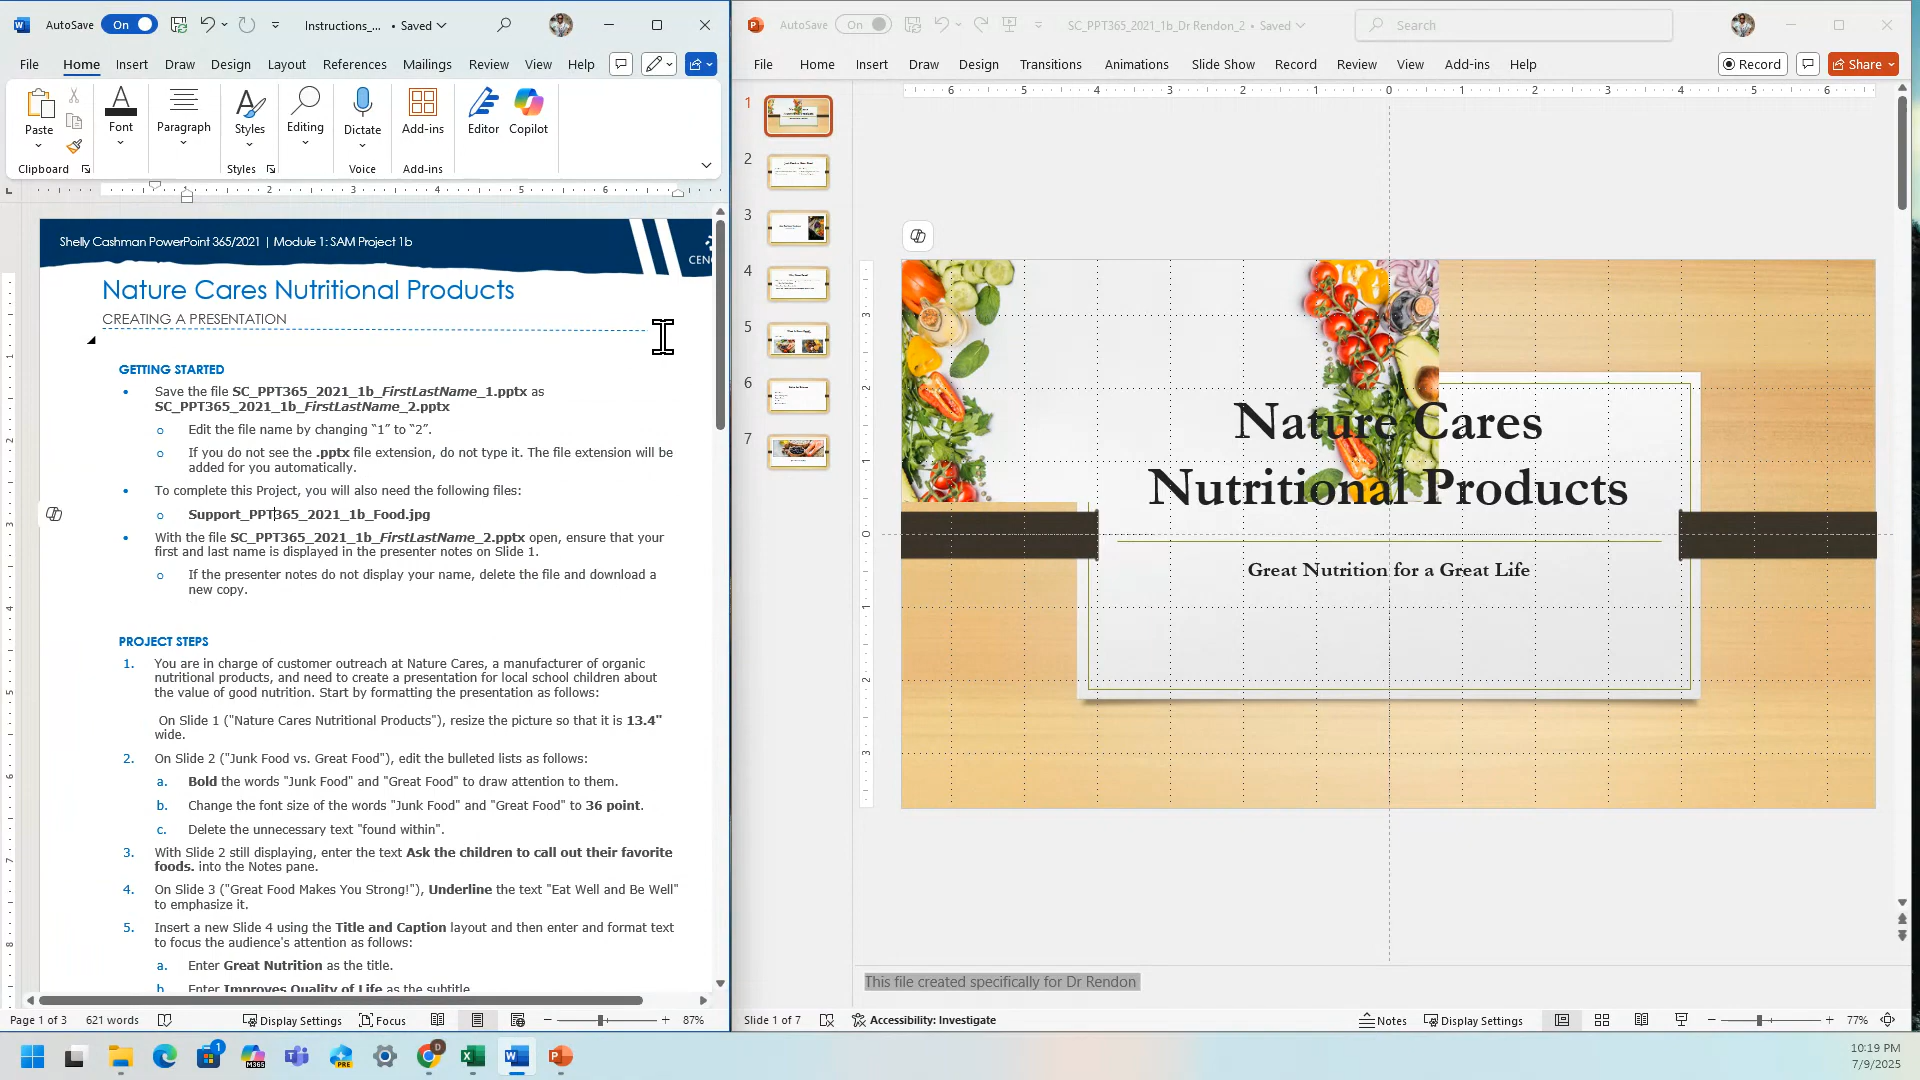 AutoSave On Instructions_... • Saved
File Home Insert Draw Design Layout References Mailings Review View Help
Paste Font Paragraph Styles Editing Dictate Add-ins Editor Copilot
Clipboard Styles Voice Add-ins
Shelly Cashman PowerPoint 365/2021 | Module 1: SAM Project 1b
CENG
Nature Cares Nutritional Products
CREATING A PRESENTATION
GETTING STARTED
• Save the file SC_PPT365_2021_1b_FirstLastName_1.pptx as
SC_PPT365_2021_1b_FirstLastName_2.pptx
o Edit the file name by changing “1” to “2”.
o If you do not see the .pptx file extension, do not type it. The file extension will be
added for you automatically.
• To complete this Project, you will also need the following files:
o Support_PPT365_2021_1b_Food.jpg
• With the file SC_PPT365_2021_1b_FirstLastName_2.pptx open, ensure that your
first and last name is displayed in the presenter notes on Slide 1.
o If the presenter notes do not display your name, delete the file and download a
new copy.
PROJECT STEPS
1. You are in charge of customer outreach at Nature Cares, a manufacturer of organic
nutritional products, and need to create a presentation for local school children about
the value of good nutrition. Start by formatting the presentation as follows:
On Slide 1 ("Nature Cares Nutritional Products"), resize the picture so that it is 13.4"
wide.
2. On Slide 2 ("Junk Food vs. Great Food"), edit the bulleted lists as follows:
a. Bold the words "Junk Food" and "Great Food" to draw attention to them.
b. Change the font size of the words "Junk Food" and "Great Food" to 36 point.
c. Delete the unnecessary text "found within".
3. With Slide 2 still displaying, enter the text Ask the children to call out their favorite
foods. into the Notes pane.
4. On Slide 3 ("Great Food Makes You Strong!"), Underline the text "Eat Well and Be Well"
to emphasize it.
5. Insert a new Slide 4 using the Title and Caption layout and then enter and format text
to focus the audience's attention as follows:
a. Enter Great Nutrition as the title.
b. Enter Improves Quality of Life as the subtitle.
Page 1 of 3 621 words Display Settings Focus 87%
AutoSave On SC_PPT365_2021_1b_Dr Rendon_2 • Saved Search
File Home Insert Draw Design Transitions Animations Slide Show Record Review View Add-ins Help Record Share
1
2
3
4
5
6
7
Nature Cares
Nutritional Products
Great Nutrition for a Great Life
This file created specifically for Dr Rendon
Slide 1 of 7 Accessibility: Investigate Notes Display Settings 77%
10:19 PM
7/9/2025